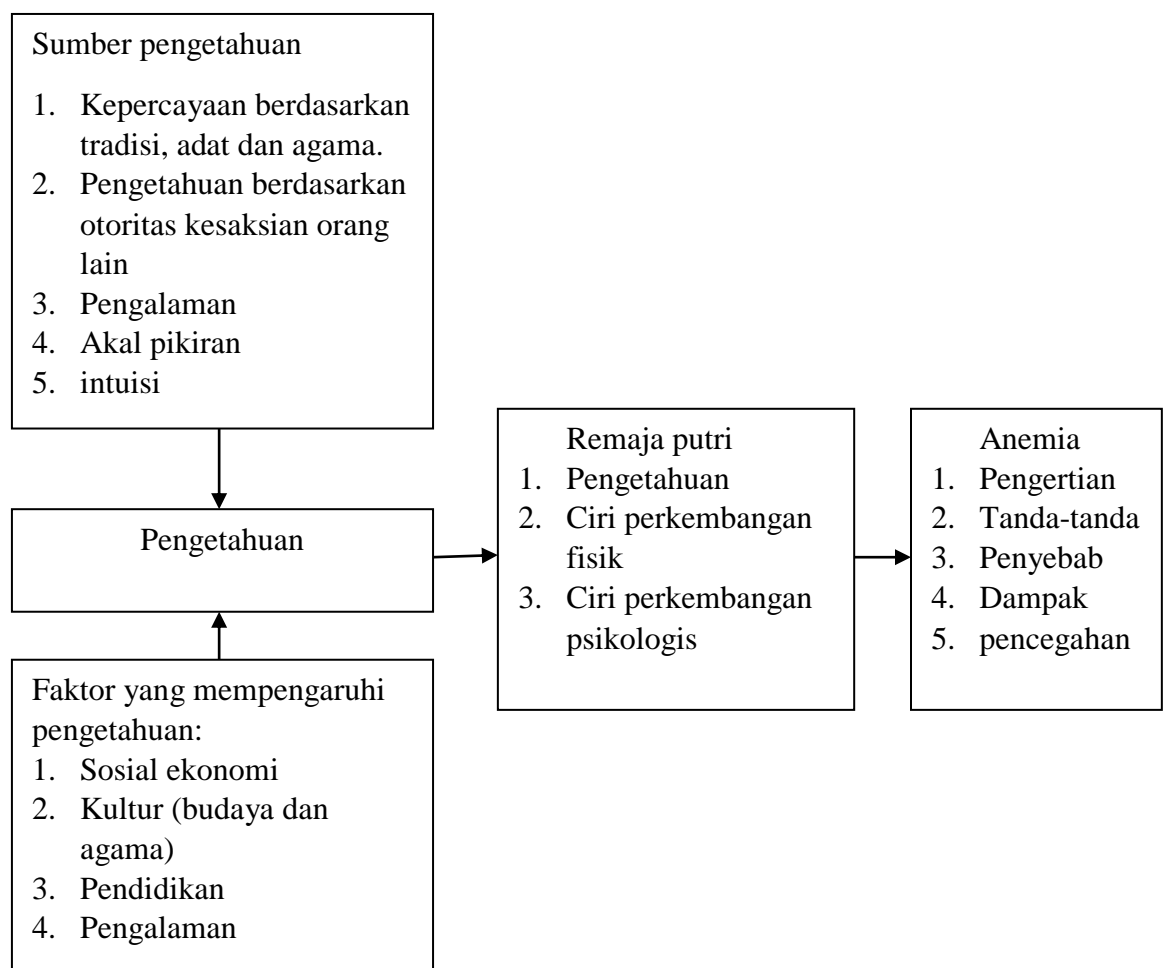 Sumber pengetahuan
1. Kepercayaan berdasarkan
tradisi, adat dan agama.
2. Pengetahuan berdasarkan
otoritas kesaksian orang
lain
3. Pengalaman
4. Akal pikiran
5. intuisi
Pengetahuan
Faktor yang mempengaruhi
pengetahuan:
1. Sosial ekonomi
2. Kultur (budaya dan
agama)
3. Pendidikan
4. Pengalaman
Remaja putri
1. Pengetahuan
2. Ciri perkembangan
fisik
3. Ciri perkembangan
psikologis
Anemia
1. Pengertian
2. Tanda-tanda
3. Penyebab
4. Dampak
5. pencegahan